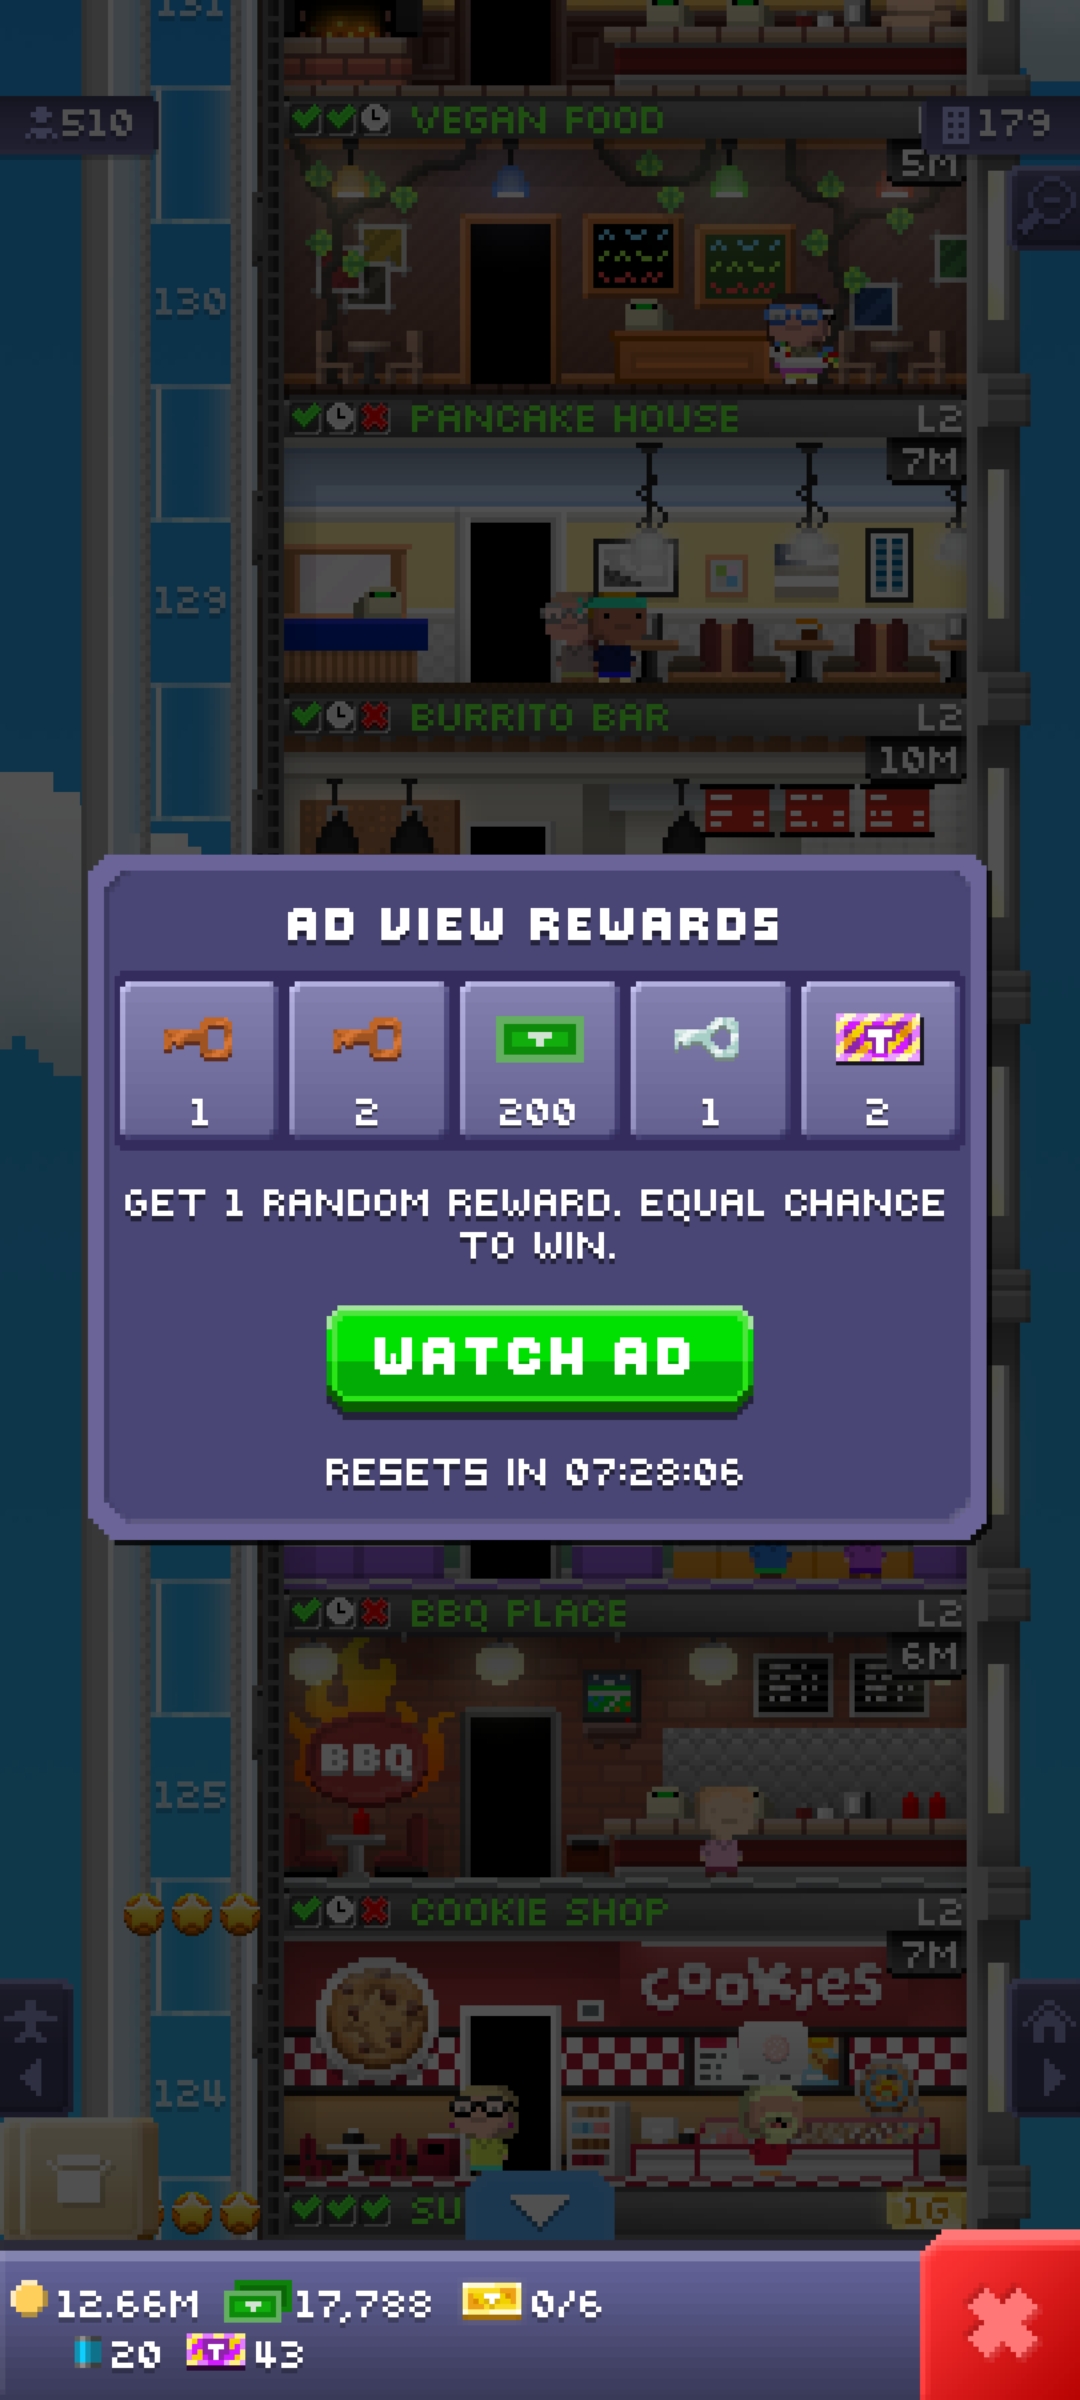 131
510
VEGAN FOOD
179
5M
130
PANCAKE HOUSE L2
7M
129
BURRITO BAR L2
10M
AD VIEW REWARDS
1 2 200 1 2
GET 1 RANDOM REWARD. EQUAL CHANCE
TO WIN.
WATCH AD
RESETS IN 07:28:06
BBQ PLACE L2
6M
BBQ
125
COOKIE SHOP L2
7M
cookies
124
SU
1G
12.66M 17,788 0/6
20 43